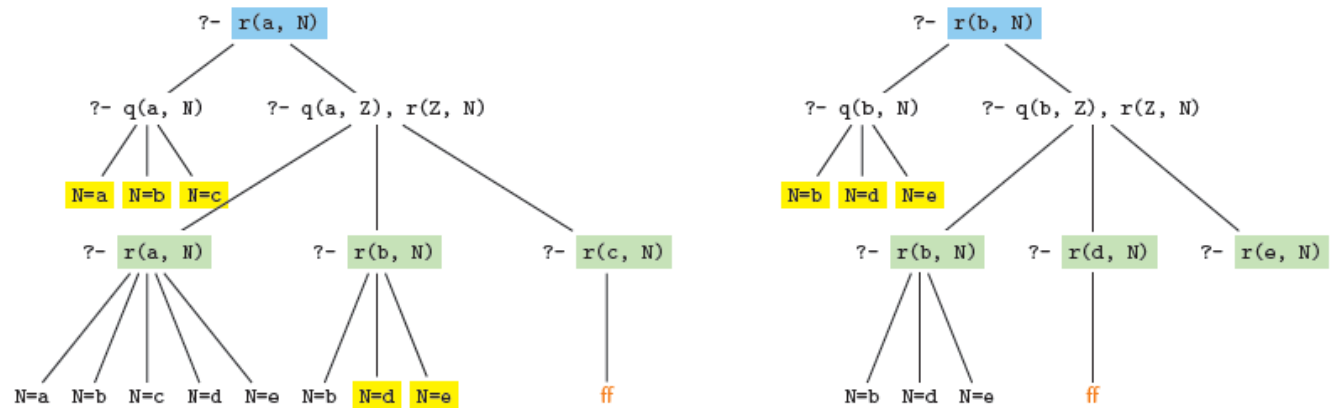 ?- r(a, N)
?- r(b, N)
?- q(a, N)
?- q(a, Z), r(Z, N)
?- q(b, N)
?- q(b, Z), r(Z, N)
N=a N=b N=c
N=b N=d N=e
?- r(a, N)
?- r(b, N)
?- r(c, N)
?- r(b, N)
?- r(d, N)
?- r(e, N)
N=a N=b N=c N=d N=e
N=b N=d N=e
ff
N=b N=d N=e
ff